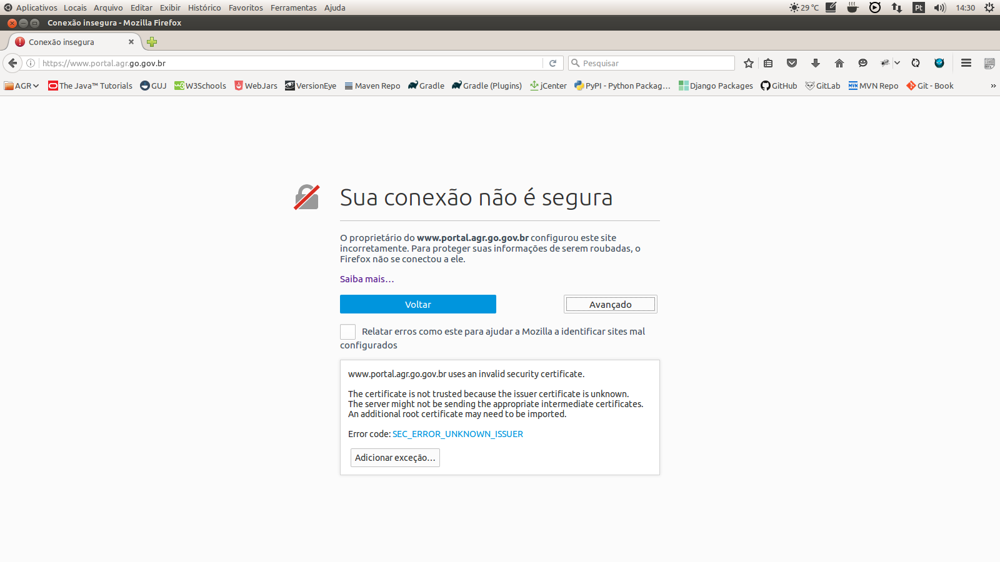 Aplicativos Locais Arquivo Editar Exibir Histórico Favoritos Ferramentas Ajuda 29 °C Pt 14:30
Conexão insegura - Mozilla Firefox
Conexão insegura
https://www.portal.agr.go.gov.br Pesquisar
AGR The Java™ Tutorials GUJ W3Schools WebJars VersionEye Maven Repo Gradle Gradle (Plugins) jCenter PyPI - Python Packag... Django Packages GitHub GitLab MVN Repo Git - Book »
Sua conexão não é segura
O proprietário do www.portal.agr.go.gov.br configurou este site
incorretamente. Para proteger suas informações de serem roubadas, o
Firefox não se conectou a ele.
Saiba mais...
Voltar Avançado
Relatar erros como este para ajudar a Mozilla a identificar sites mal
configurados
www.portal.agr.go.gov.br uses an invalid security certificate.
The certificate is not trusted because the issuer certificate is unknown.
The server might not be sending the appropriate intermediate certificates.
An additional root certificate may need to be imported.
Error code: SEC_ERROR_UNKNOWN_ISSUER
Adicionar exceção...